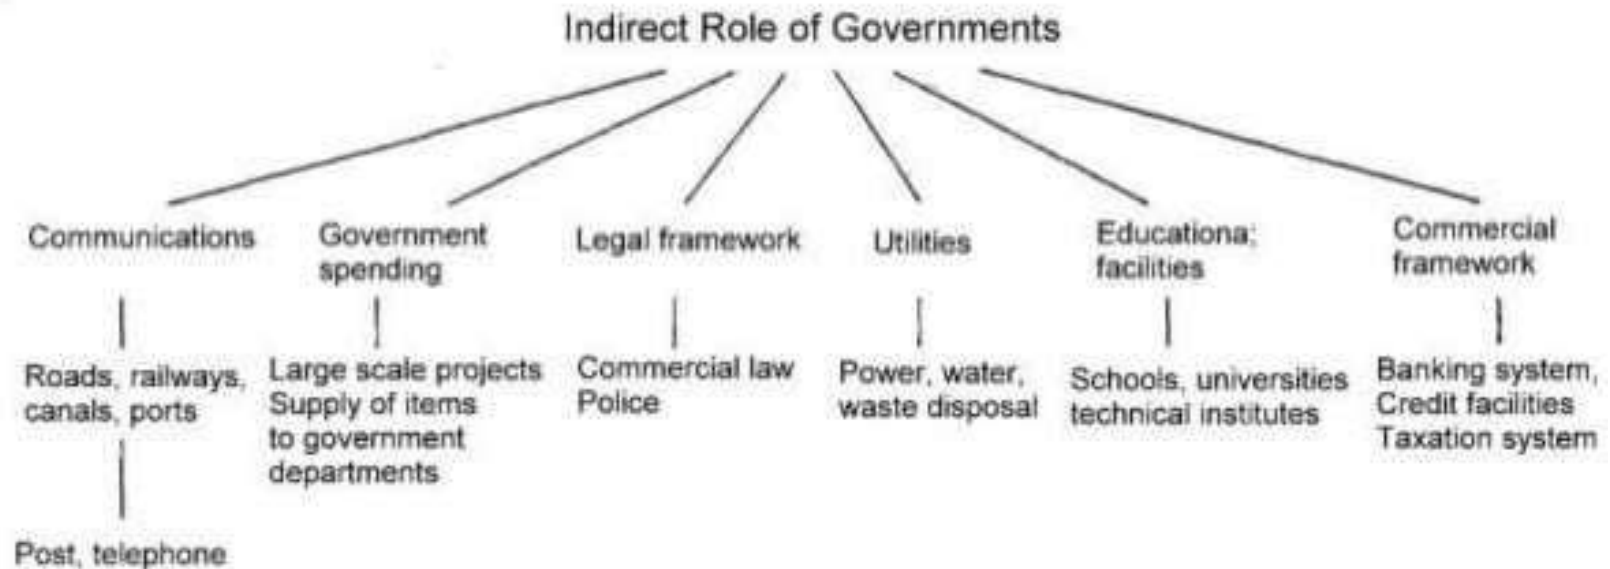 Indirect Role of Governments
Communications
Government
spending
Legal framework
Utilities
Educationa;
facilities
Commercial
framework
Roads, railways,
canals, ports
Large scale projects
Supply of items
to government
departments
Commercial law
Police
Power, water,
waste disposal
Schools, universities
technical institutes
Banking system,
Credit facilities
Taxation system
Post, telephone